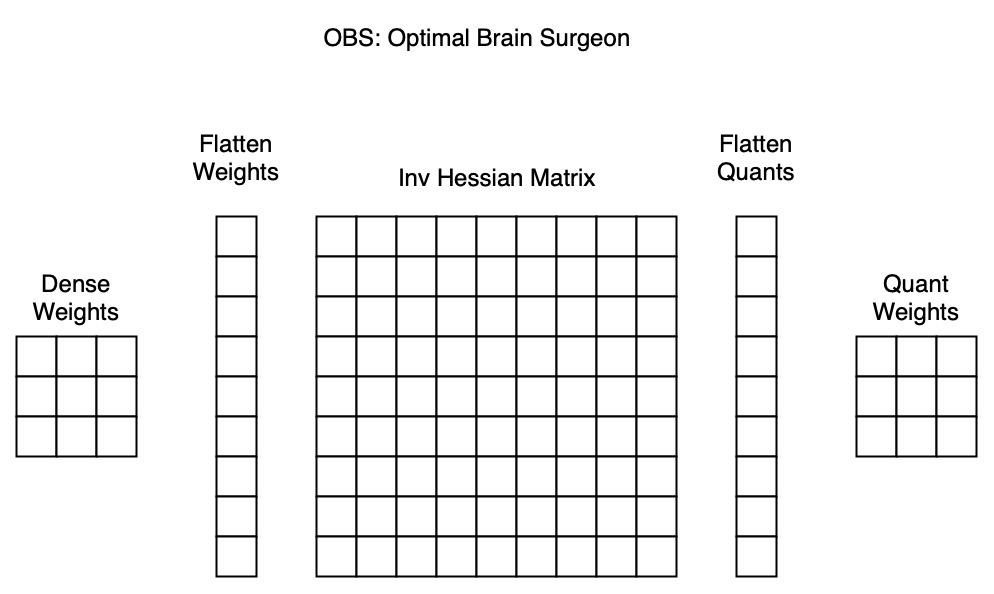 OBS: Optimal Brain Surgeon
Flatten
Weights
Inv Hessian Matrix
Flatten
Quants
Dense
Weights
Quant
Weights